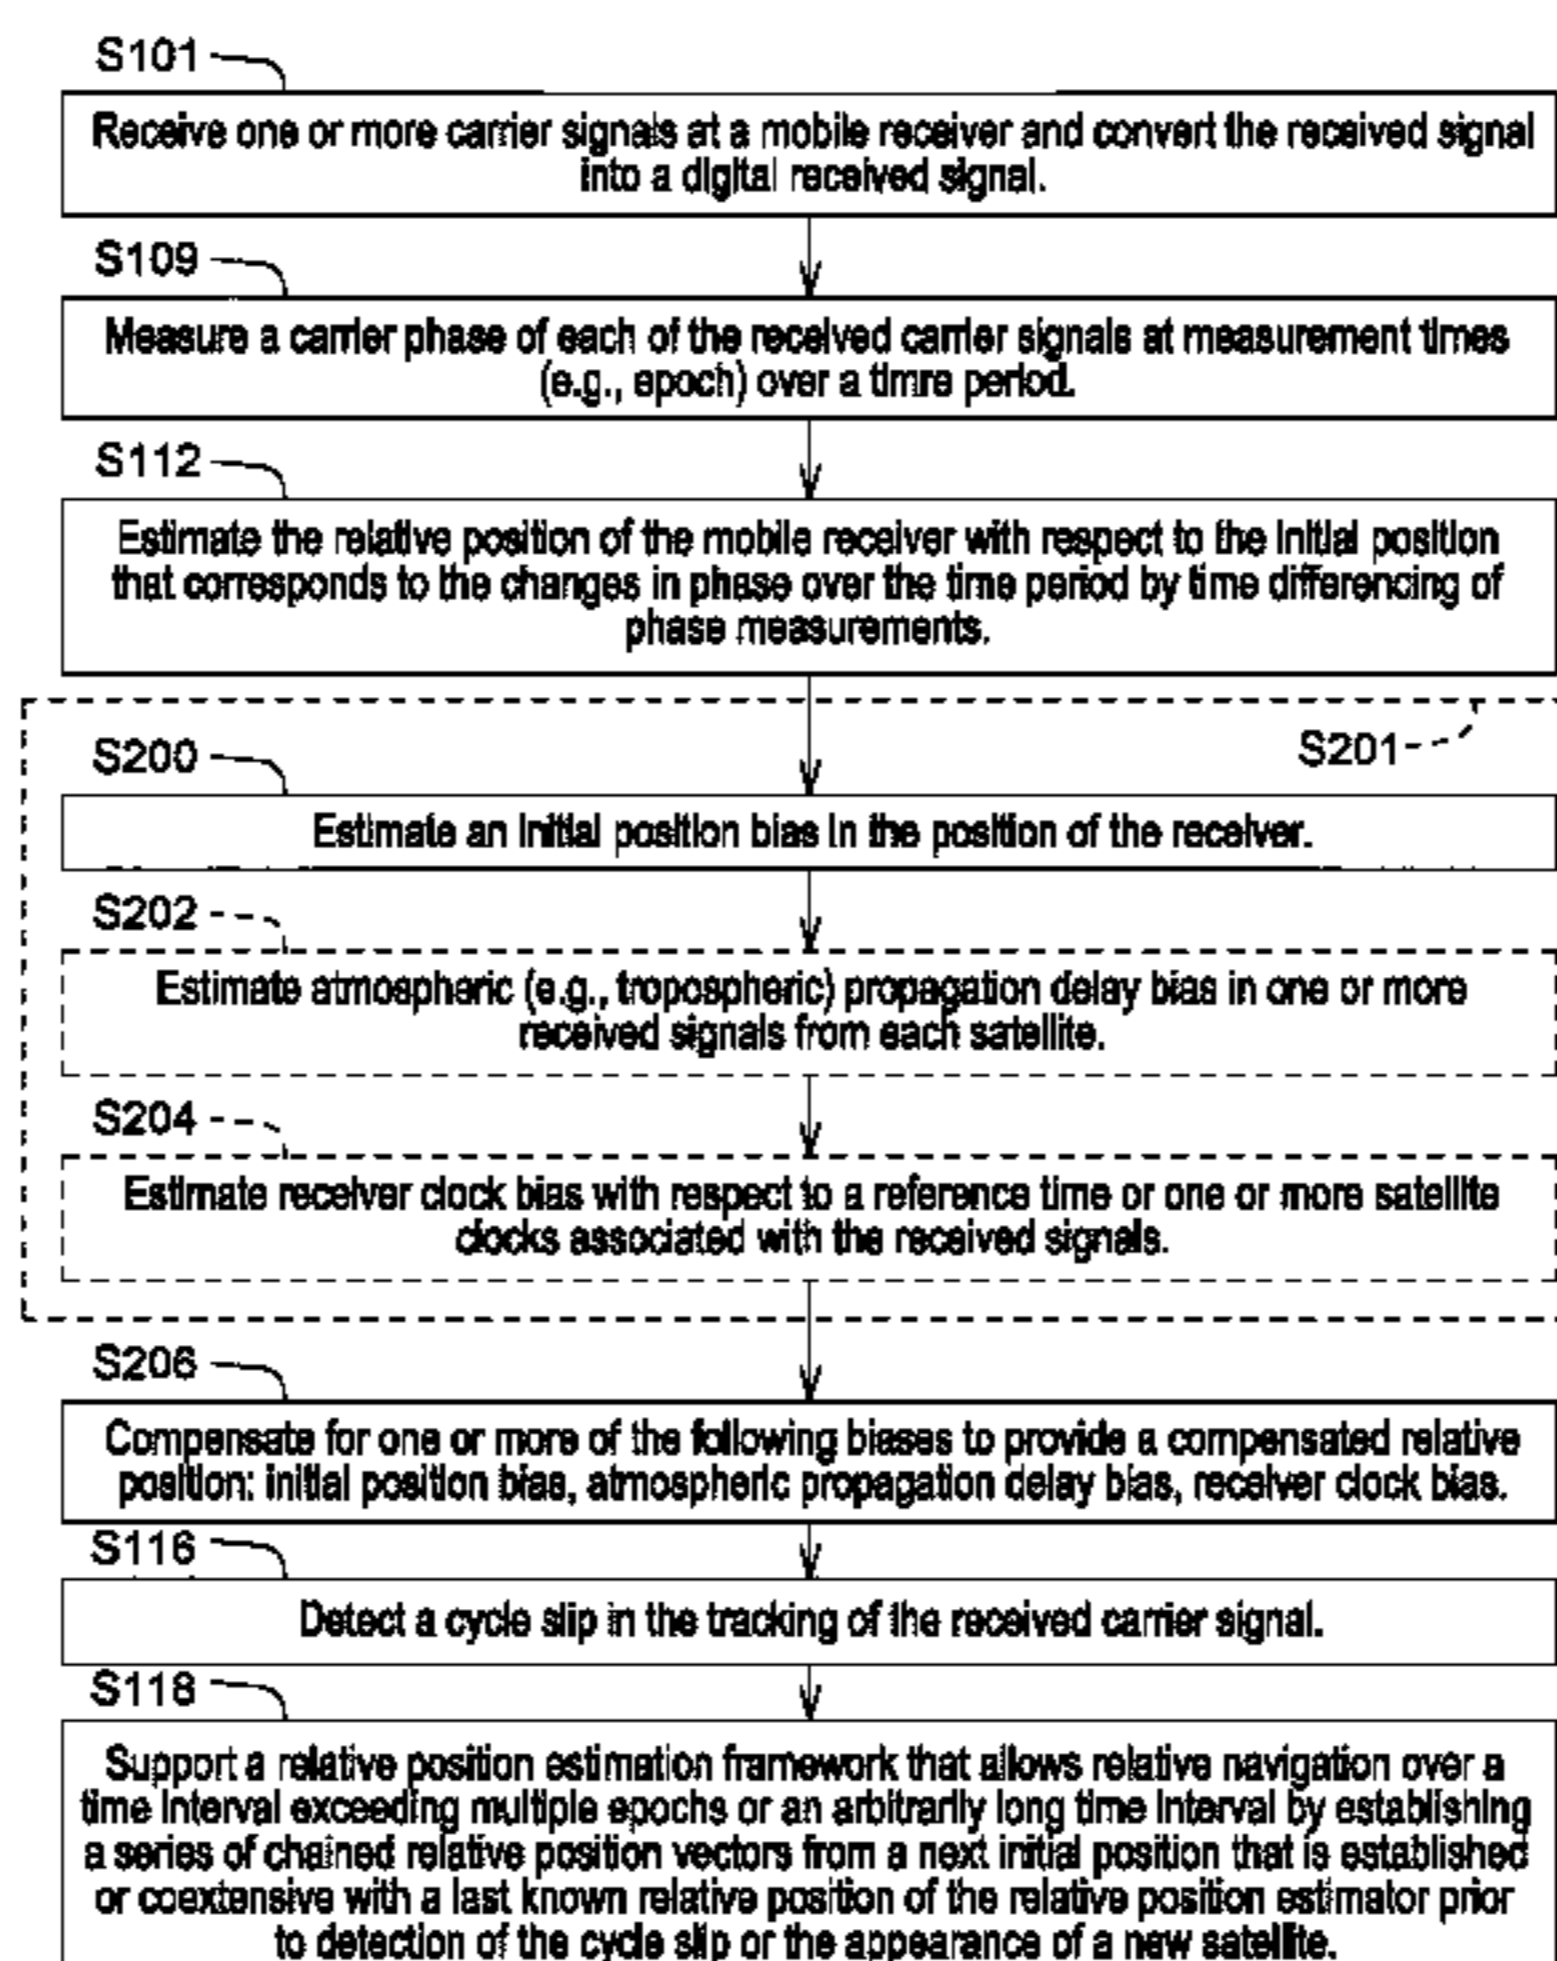 S101
Receive one or more carrier signals at a mobile receiver and convert the received signal
into a digital received signal.
S109
Measure a carrier phase of each of the received carrier signals at measurement times
(e.g., epoch) over a timre period.
S112
Estimate the relative position of the mobile receiver with respect to the initial position
that corresponds to the changes in phase over the time period by time differencing of
phase measurements.
S201
S200
Estimate an initial position bias in the position of the receiver.
S202
Estimate atmospheric (e.g., tropospheric) propagation delay bias in one or more
received signals from each satellite.
S204
Estimate receiver clock bias with respect to a reference time or one or more satellite
clocks associated with the received signals.
S206
Compensate for one or more of the following biases to provide a compensated relative
position: initial position bias, atmospheric propagation delay bias, receiver clock bias.
S116
Detect a cycle slip in the tracking of the received carrier signal.
S118
Support a relative position estimation framework that allows relative navigation over a
time interval exceeding multiple epochs or an arbitrarily long time interval by establishing
a series of chained relative position vectors from a next initial position that is established
or coextensive with a last known relative position of the relative position estimator prior
to detection of the cycle slip or the appearance of a new satellite.